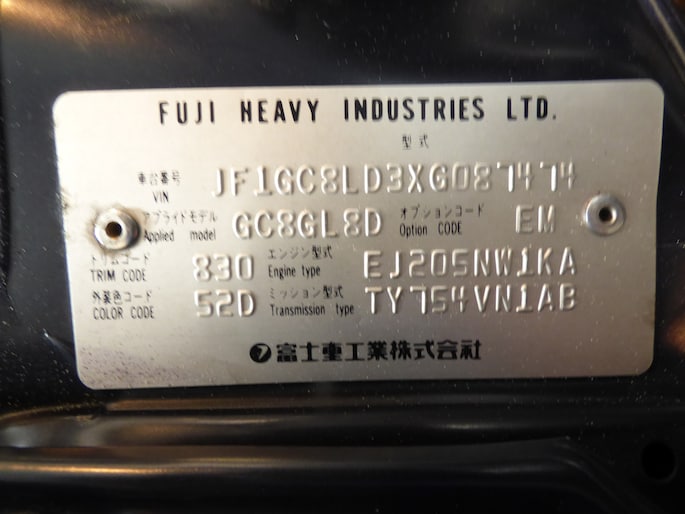 FUJI HEAVY INDUSTRIES LTD.
型式
車台番号 VIN JF1GC8LD3XG087474
アプライドモデル Applied model GC8GL8D オプションコード Option CODE EM
トリムコード TRIM CODE 830 エンジン型式 Engine type EJ205NW1KA
外装色コード COLOR CODE 52D ミッション型式 Transmission type TY754VN1AB
富士重工業株式会社